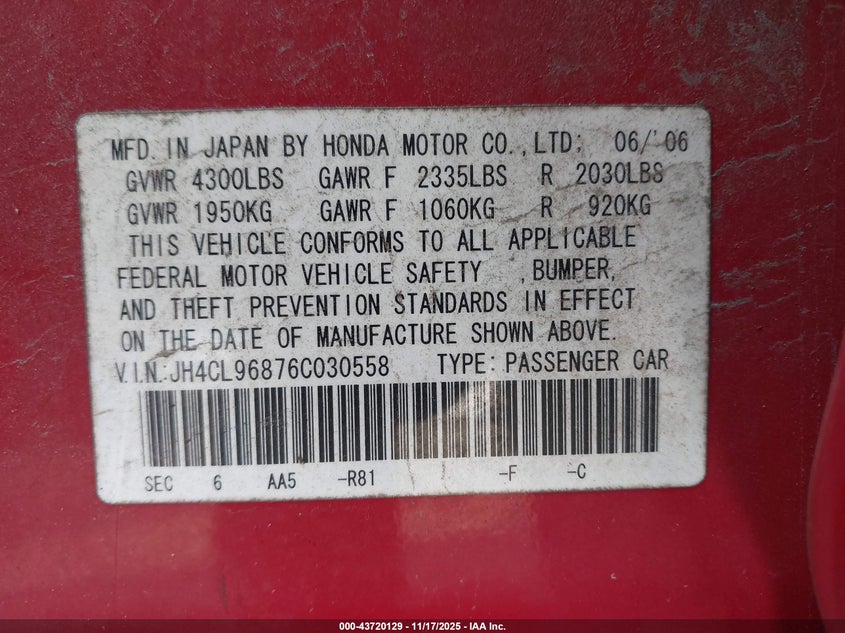 MFD. IN JAPAN BY HONDA MOTOR CO.,LTD; 06/'06
GVWR 4300LBS GAWR F 2335LBS R 2030LBS
GVWR 1950KG GAWR F 1060KG R 920KG
THIS VEHICLE CONFORMS TO ALL APPLICABLE
FEDERAL MOTOR VEHICLE SAFETY ,BUMPER,
AND THEFT PREVENTION STANDARDS IN EFFECT
ON THE DATE OF MANUFACTURE SHOWN ABOVE.
V.I.N.:JH4CL96876C030558 TYPE: PASSENGER CAR
SEC 6 AA5 -R81 -F -C
000-43720129 - 11/17/2025 - IAA Inc.